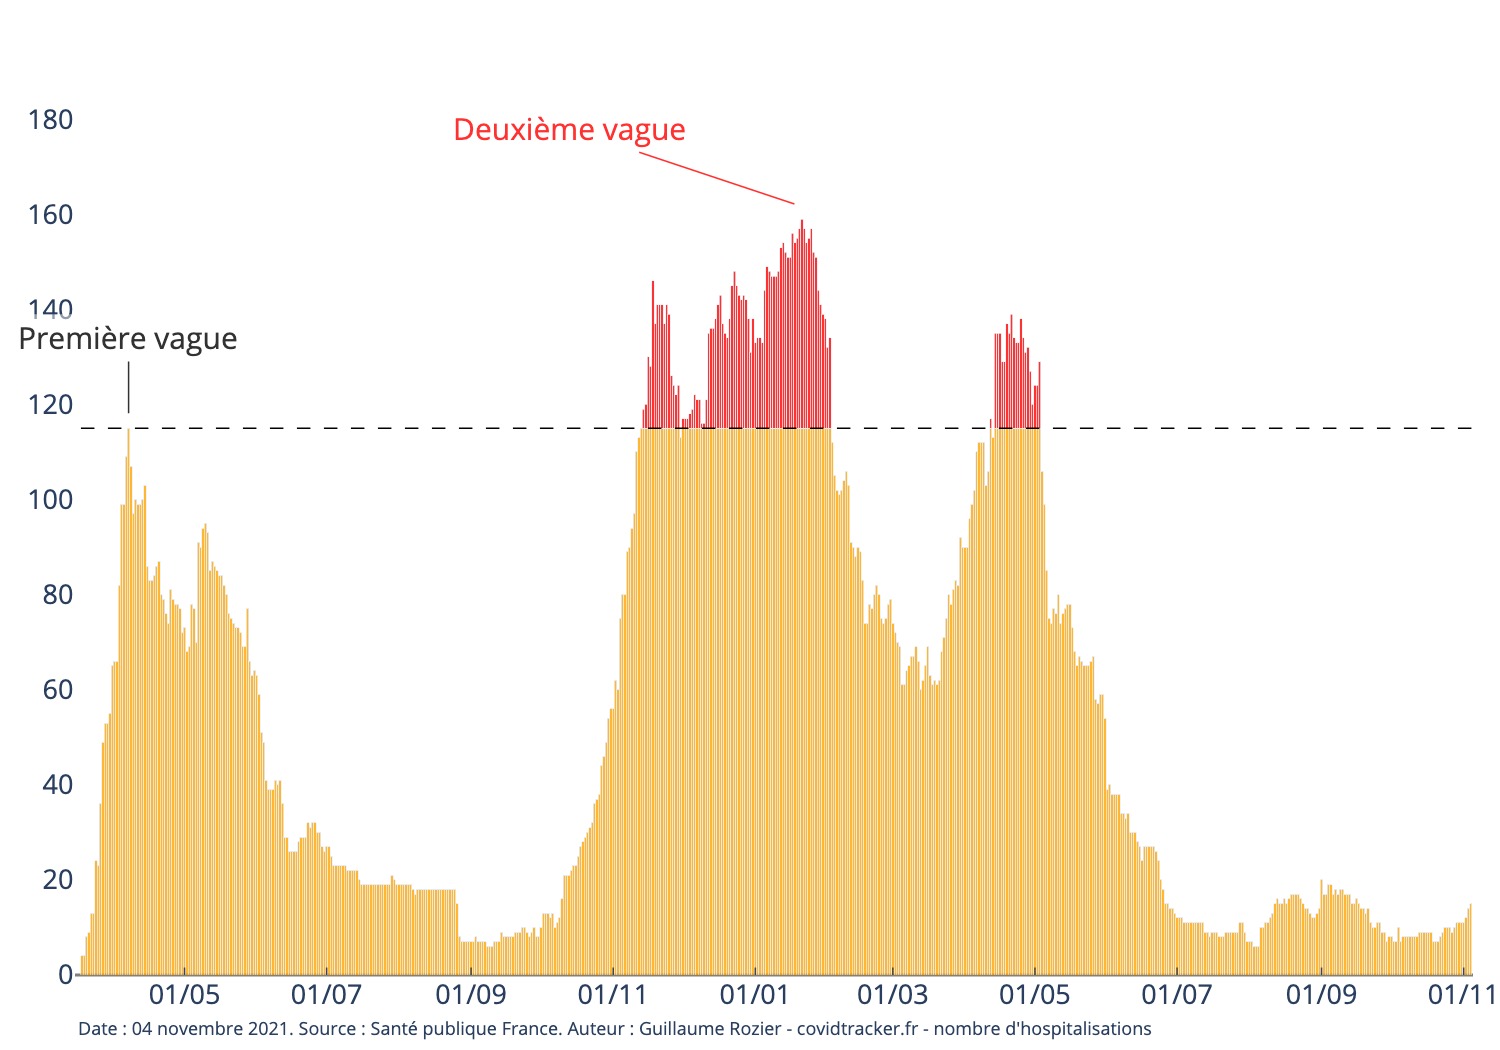 180
Deuxième vague
160
140
Première vague
120
100
80
60
40
20
0
01/05 01/07 01/09 01/11 01/01 01/03 01/05 01/07 01/09 01/11
Date : 04 novembre 2021. Source : Santé publique France. Auteur : Guillaume Rozier - covidtracker.fr - nombre d'hospitalisations